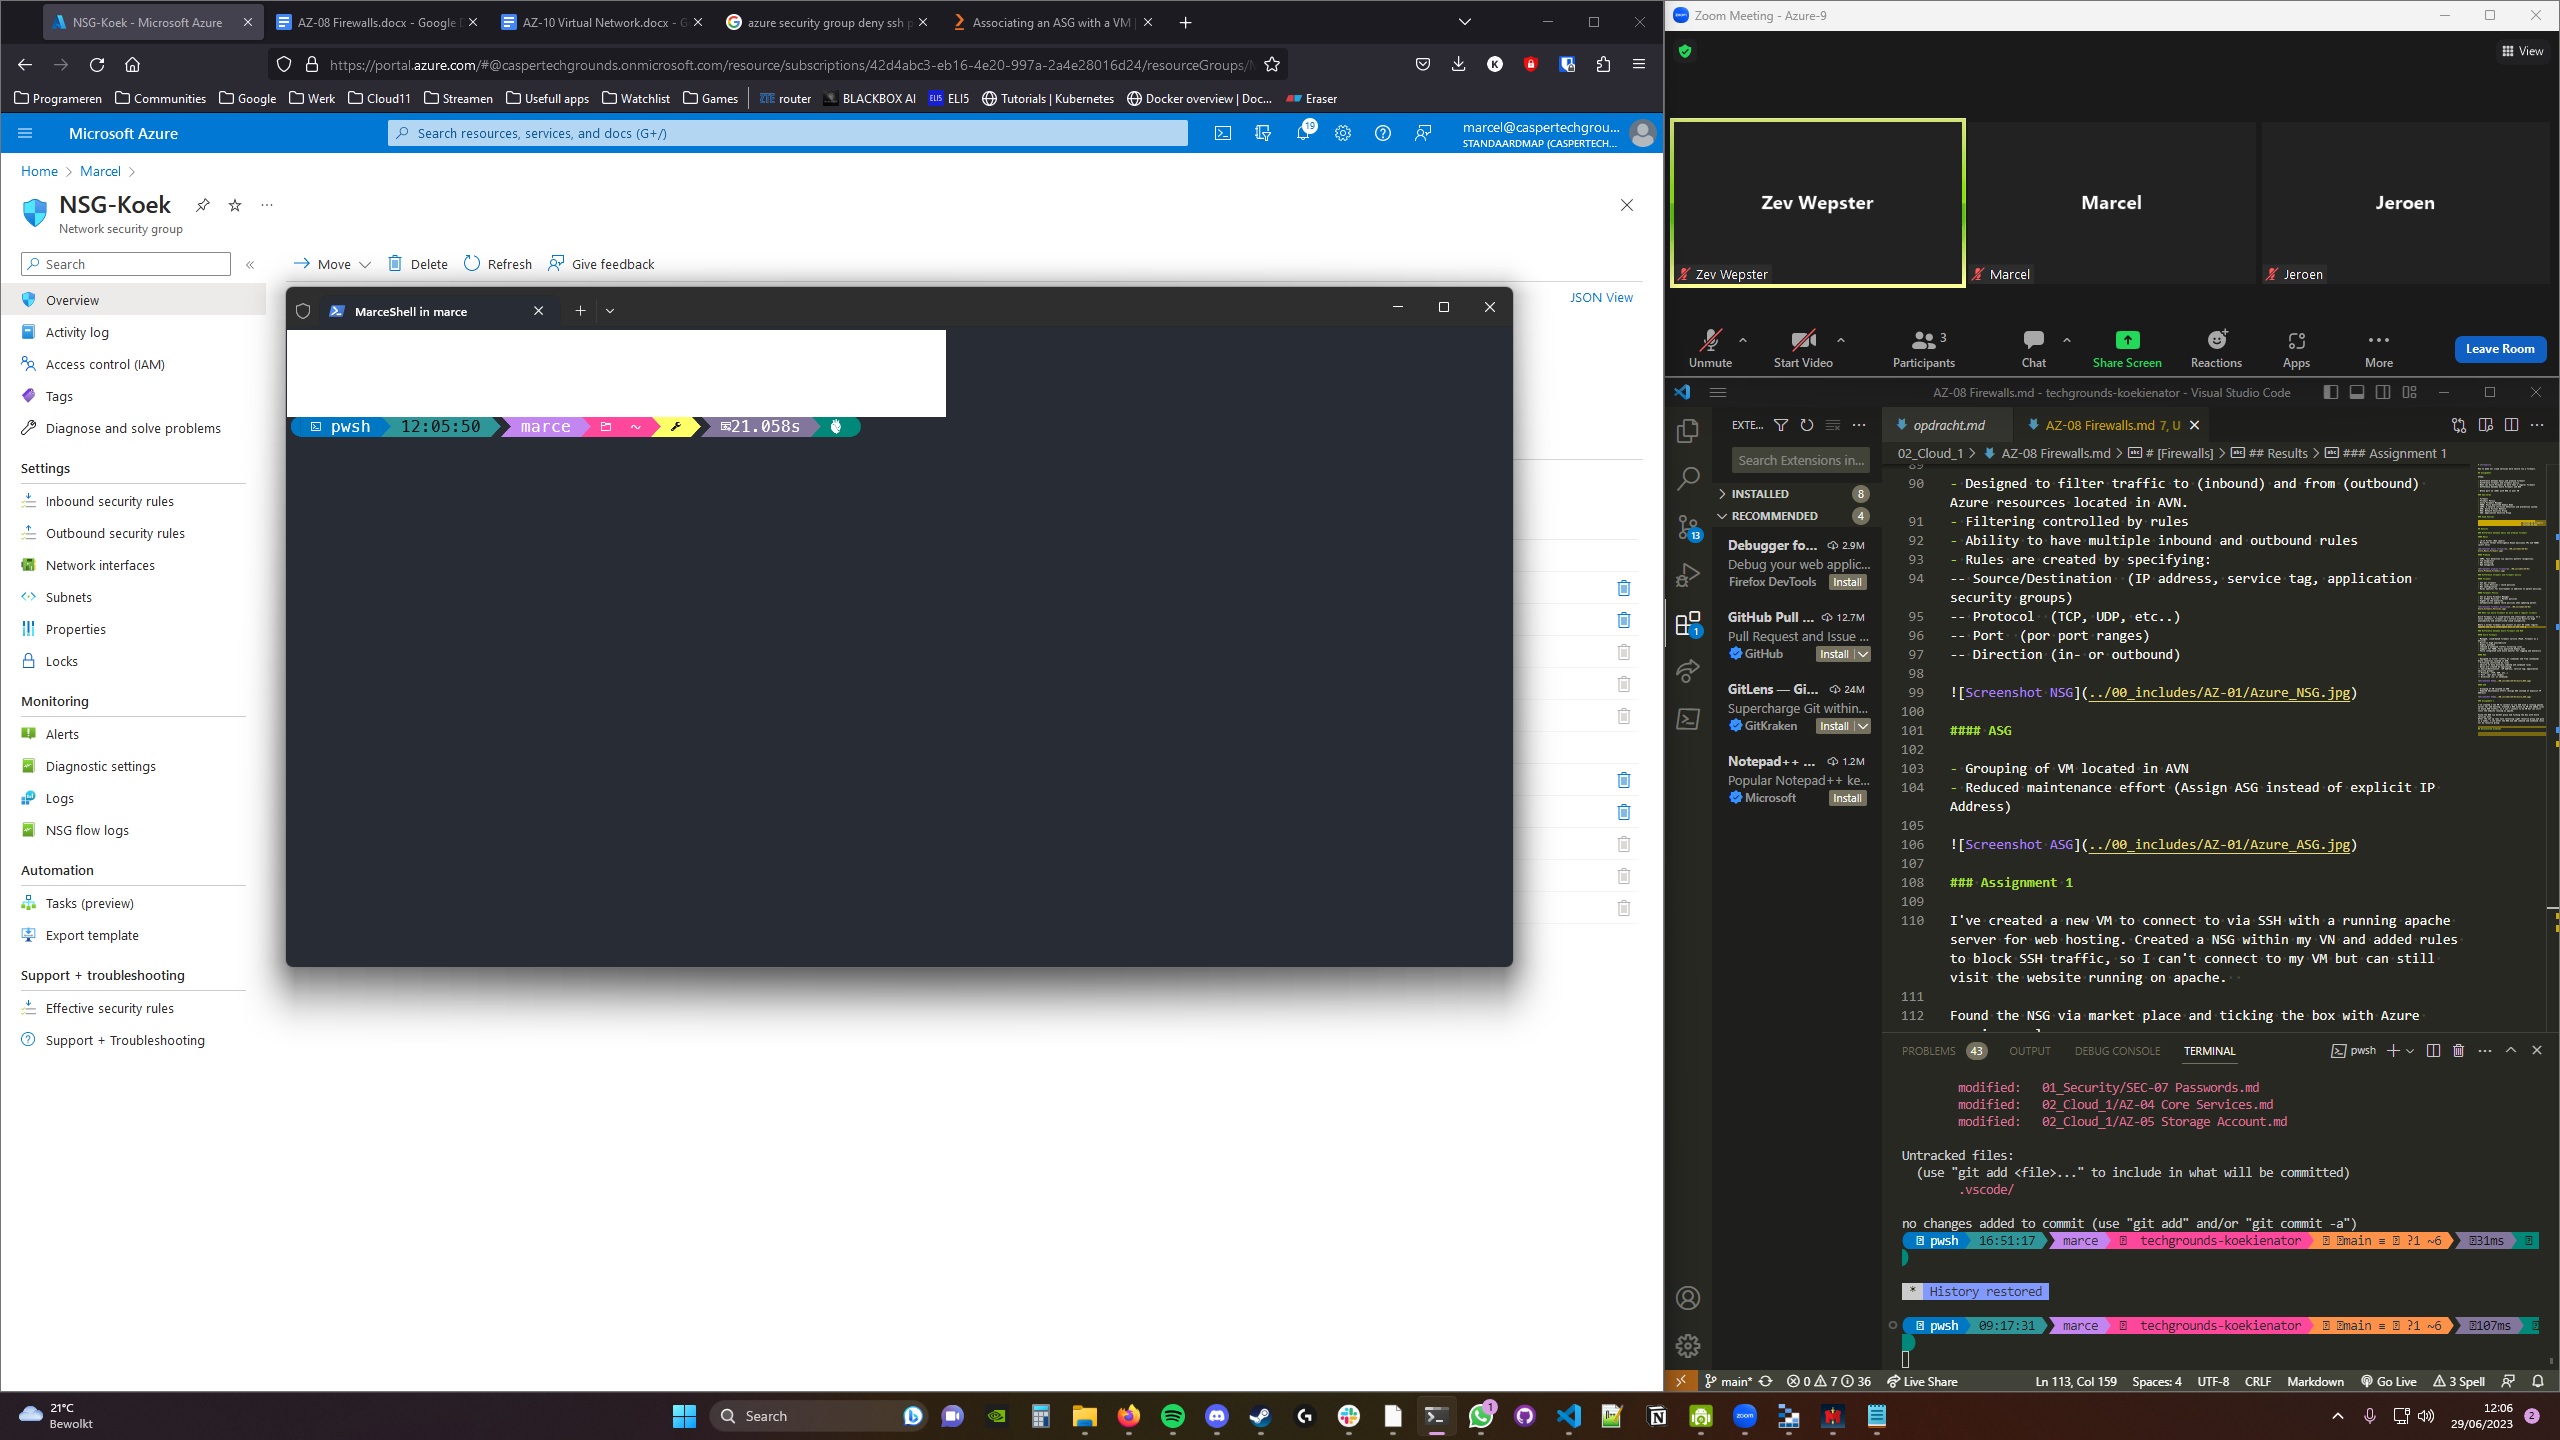 NSG-Koek - Microsoft Azure
AZ-08 Firewalls.docx - Google
AZ-10 Virtual Network.docx - G
azure security group deny ssh p
Associating an ASG with a VM
https://portal.azure.com/#@caspertechgrounds.onmicrosoft.com/resource/subscriptions/42d4abc3-eb16-4e20-997a-2a4e28016d24/resourceGroups/
Programeren
Communities
Google
Werk
Cloud11
Streamen
Usefull apps
Watchlist
Games
router
BLACKBOX AI
ELI5
ELI5
Tutorials | Kubernetes
Docker overview | Doc...
Eraser
Microsoft Azure
Search resources, services, and docs (G+/)
19
marcel@caspertechgrou...
STANDAARDMAP (CASPERTECH...
Home
Marcel
NSG-Koek
Network security group
Search
Move
Delete
Refresh
Give feedback
JSON View
Overview
Activity log
Access control (IAM)
Tags
Diagnose and solve problems
Settings
Inbound security rules
Outbound security rules
Network interfaces
Subnets
Properties
Locks
Monitoring
Alerts
Diagnostic settings
Logs
NSG flow logs
Automation
Tasks (preview)
Export template
Support + troubleshooting
Effective security rules
Support + Troubleshooting
MarceShell in marce
pwsh 12:05:50 marce ~ 21.058s
Zoom Meeting - Azure-9
View
Zev Wepster
Marcel
Jeroen
Zev Wepster
Marcel
Jeroen
3
Unmute
Start Video
Participants
Chat
Share Screen
Reactions
Apps
More
Leave Room
AZ-08 Firewalls.md - techgrounds-koekienator - Visual Studio Code
EXTE...
opdracht.md
AZ-08 Firewalls.md 7, U
Search Extensions in...
INSTALLED 8
RECOMMENDED 4
Debugger fo... 2.9M
Debug your web applic...
Firefox DevTools Install
GitHub Pull ... 12.7M
Pull Request and Issue ...
GitHub Install
GitLens — Gi... 24M
Supercharge Git within...
GitKraken Install
Notepad++ ... 1.2M
Popular Notepad++ ke...
Microsoft Install
13
1
02_Cloud_1 > AZ-08 Firewalls.md > # [Firewalls] > ## Results > ### Assignment 1
89
90 - Designed to filter traffic to (inbound) and from (outbound)
Azure resources located in AVN.
91 - Filtering controlled by rules
92 - Ability to have multiple inbound and outbound rules
93 - Rules are created by specifying:
94 -- Source/Destination (IP address, service tag, application
security groups)
95 -- Protocol (TCP, UDP, etc..)
96 -- Port (por port ranges)
97 -- Direction (in- or outbound)
98
99 ![Screenshot NSG](../00_includes/AZ-01/Azure_NSG.jpg)
100
101 #### ASG
102
103 - Grouping of VM located in AVN
104 - Reduced maintenance effort (Assign ASG instead of explicit IP
Address)
105
106 ![Screenshot ASG](../00_includes/AZ-01/Azure_ASG.jpg)
107
108 ### Assignment 1
109
110 I've created a new VM to connect to via SSH with a running apache
server for web hosting. Created a NSG within my VN and added rules
to block SSH traffic, so I can't connect to my VM but can still
visit the website running on apache.
111
112 Found the NSG via market place and ticking the box with Azure
PROBLEMS 43
OUTPUT
DEBUG CONSOLE
TERMINAL
pwsh
modified: 01_Security/SEC-07 Passwords.md
modified: 02_Cloud_1/AZ-04 Core Services.md
modified: 02_Cloud_1/AZ-05 Storage Account.md
Untracked files:
(use "git add <file>..." to include in what will be committed)
.vscode/
no changes added to commit (use "git add" and/or "git commit -a")
pwsh 16:51:17 marce techgrounds-koekienator main ≡ ?1 ~6 31ms
* History restored
pwsh 09:17:31 marce techgrounds-koekienator main ≡ ?1 ~6 107ms
main* 0 7 36 Live Share
Ln 113, Col 159
Spaces: 4
UTF-8
CRLF
Markdown
Go Live
3 Spell
21°C
Bewolkt
Search
1
12:06
29/06/2023
2